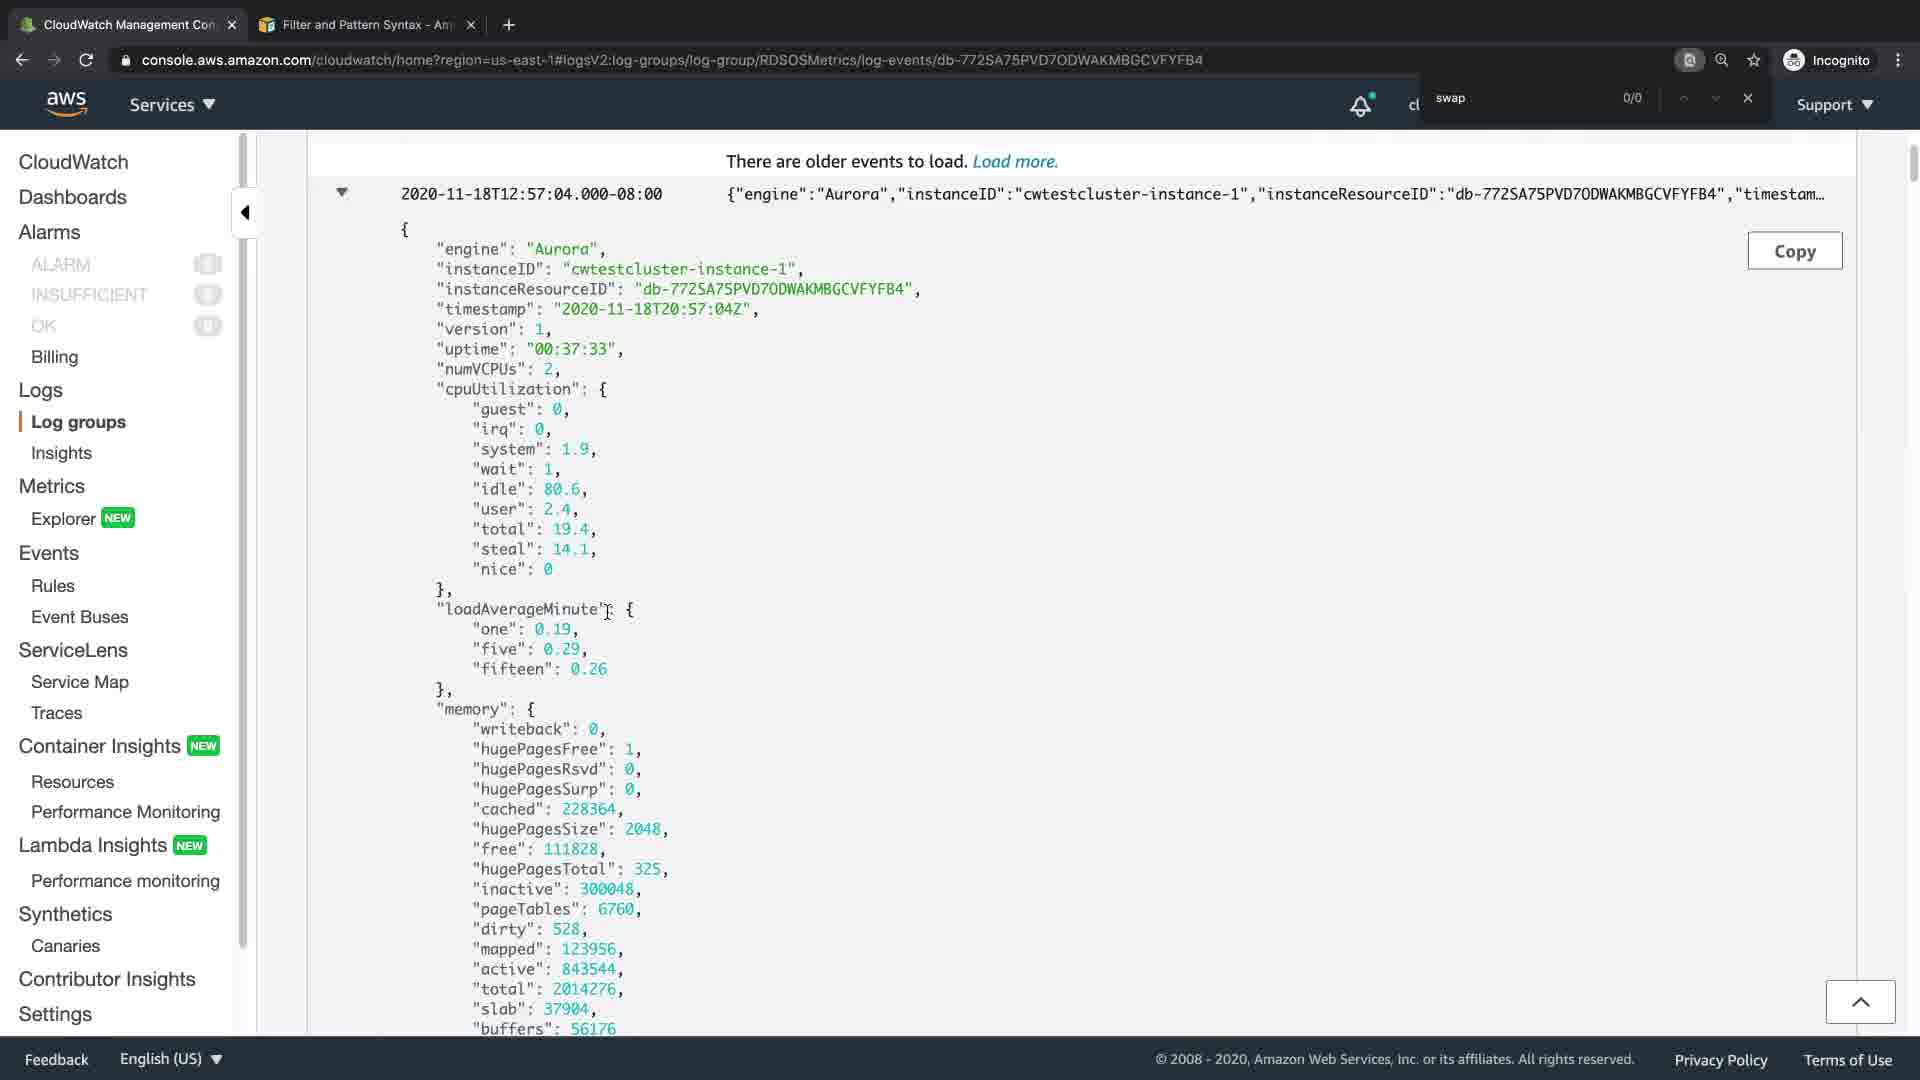 CloudWatch Management Con
Filter and Pattern Syntax - Am
console.aws.amazon.com/cloudwatch/home?region=us-east-1#logsV2:log-groups/log-group/RDSOSMetrics/log-events/db-772SA75PVD7ODWAKMBGCVFYFB4
Incognito
aws
Services
cl
swap
0/0
Support
CloudWatch
Dashboards
Alarms
ALARM
INSUFFICIENT
OK
Billing
Logs
Log groups
Insights
Metrics
Explorer NEW
Events
Rules
Event Buses
ServiceLens
Service Map
Traces
Container Insights NEW
Resources
Performance Monitoring
Lambda Insights NEW
Performance monitoring
Synthetics
Canaries
Contributor Insights
Settings
There are older events to load. Load more.
2020-11-18T12:57:04.000-08:00 {"engine":"Aurora","instanceID":"cwtestcluster-instance-1","instanceResourceID":"db-772SA75PVD7ODWAKMBGCVFYFB4","timestam…
Copy
{
"engine": "Aurora",
"instanceID": "cwtestcluster-instance-1",
"instanceResourceID": "db-772SA75PVD7ODWAKMBGCVFYFB4",
"timestamp": "2020-11-18T20:57:04Z",
"version": 1,
"uptime": "00:37:33",
"numVCPUs": 2,
"cpuUtilization": {
"guest": 0,
"irq": 0,
"system": 1.9,
"wait": 1,
"idle": 80.6,
"user": 2.4,
"total": 19.4,
"steal": 14.1,
"nice": 0
},
"loadAverageMinute": {
"one": 0.19,
"five": 0.29,
"fifteen": 0.26
},
"memory": {
"writeback": 0,
"hugePagesFree": 1,
"hugePagesRsvd": 0,
"hugePagesSurp": 0,
"cached": 228364,
"hugePagesSize": 2048,
"free": 111828,
"hugePagesTotal": 325,
"inactive": 300048,
"pageTables": 6760,
"dirty": 528,
"mapped": 123956,
"active": 843544,
"total": 2014276,
"slab": 37904,
"buffers": 56176
Feedback
English (US)
© 2008 - 2020, Amazon Web Services, Inc. or its affiliates. All rights reserved.
Privacy Policy
Terms of Use